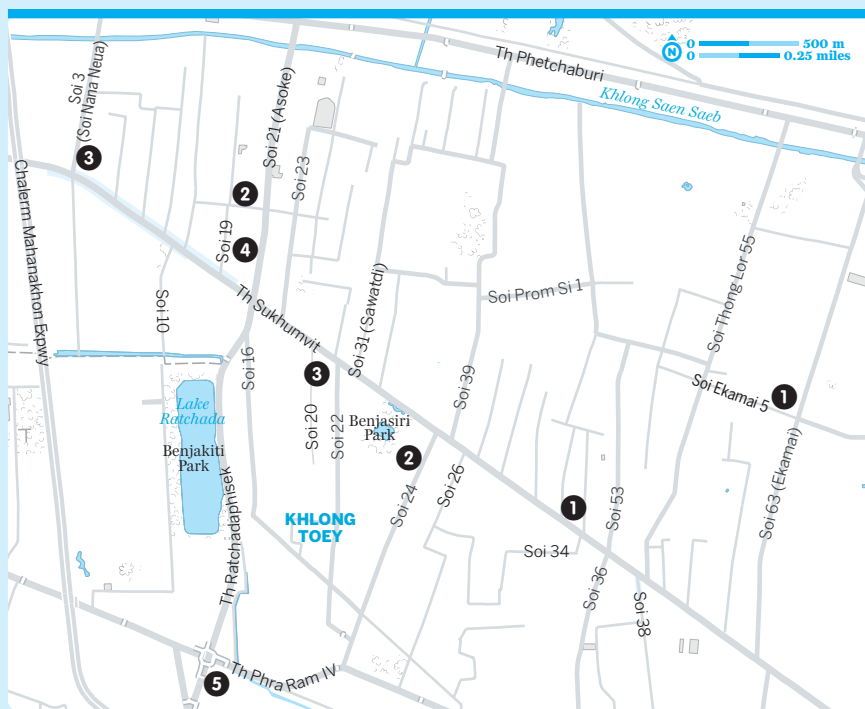 Th Phetchaburi
N
0 500 m
0 0.25 miles
Khlong Saen Saeb
Soi 3
(Soi Nana Neua)
Soi 21 (Asoke)
3
Soi 23
2
Chalerm Mahanakhon Expwy
Soi 19
4
Soi Thong Lor 55
Soi 10
Th Sukhumvit
Soi Prom Si 1
Soi 31 (Sawatdi)
Soi 16
3
Soi 39
Soi Ekamai 5
1
Lake
Ratchada
Soi 20
Soi 22
Benjasiri
Park
Benjakiti
Park
2
Soi 24
Soi 26
Soi 53
Soi 63 (Ekamai)
1
KHLONG
TOEY
Th Ratchadaphisek
Soi 34
Soi 36
Soi 38
Th Phra Ram IV
5